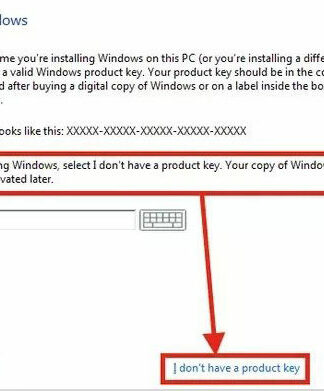 dows
me you're installing Windows on this PC (or you're installing a diffe
a valid Windows product key. Your product key should be in the co
d after buying a digital copy of Windows or on a label inside the bo
.
ooks like this: XXXXX-XXXXX-XXXXX-XXXXX-XXXXX
ng Windows, select I don't have a product key. Your copy of Window
vated later.
I don't have a product key